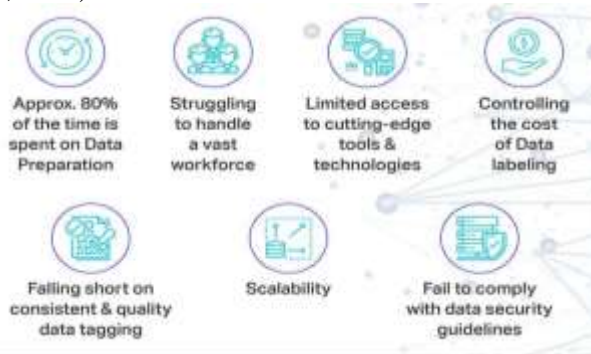 Approx. 80%
of the time is
spent on Data
Preparation
Struggling
to handle
a vast
workforce
Limited access
to cutting-edge
tools &
technologies
Controlling
the cost
of Data
labeling
Falling short on
consistent & quality
data tagging
Scalability
Fail to comply
with data security
guidelines